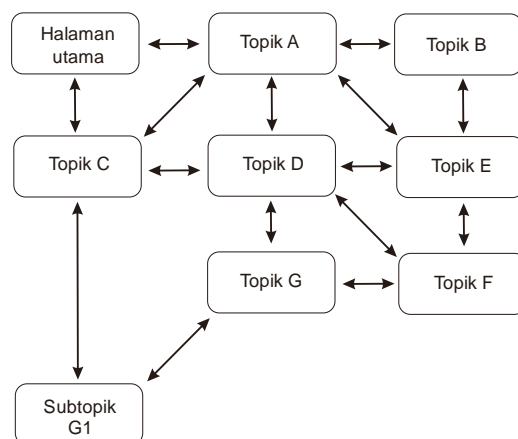 Halaman
utama
Topik A
Topik B
Topik C
Topik D
Topik E
Topik G
Topik F
Subtopik
G1